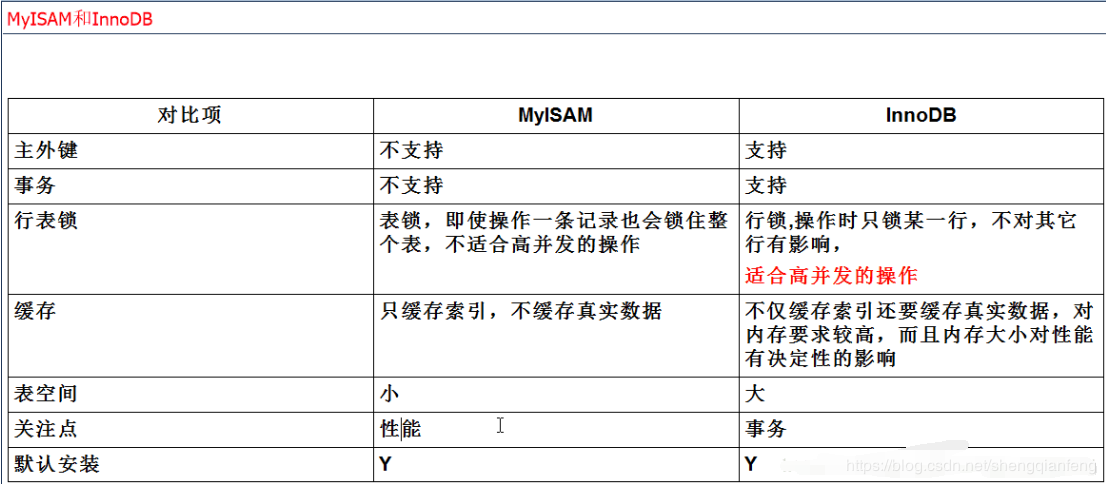 MyISAM和InnoDB
对比项 MyISAM InnoDB
主外键 不支持 支持
事务 不支持 支持
行表锁 表锁，即使操作一条记录也会锁住整 行锁,操作时只锁某一行，不对其它
个表，不适合高并发的操作 行有影响，
适合高并发的操作
缓存 只缓存索引，不缓存真实数据 不仅缓存索引还要缓存真实数据，对
内存要求较高，而且内存大小对性能
有决定性的影响
表空间 小 大
关注点 性能 事务
默认安装 Y Y
https://blog.csdn.net/shengqianfeng